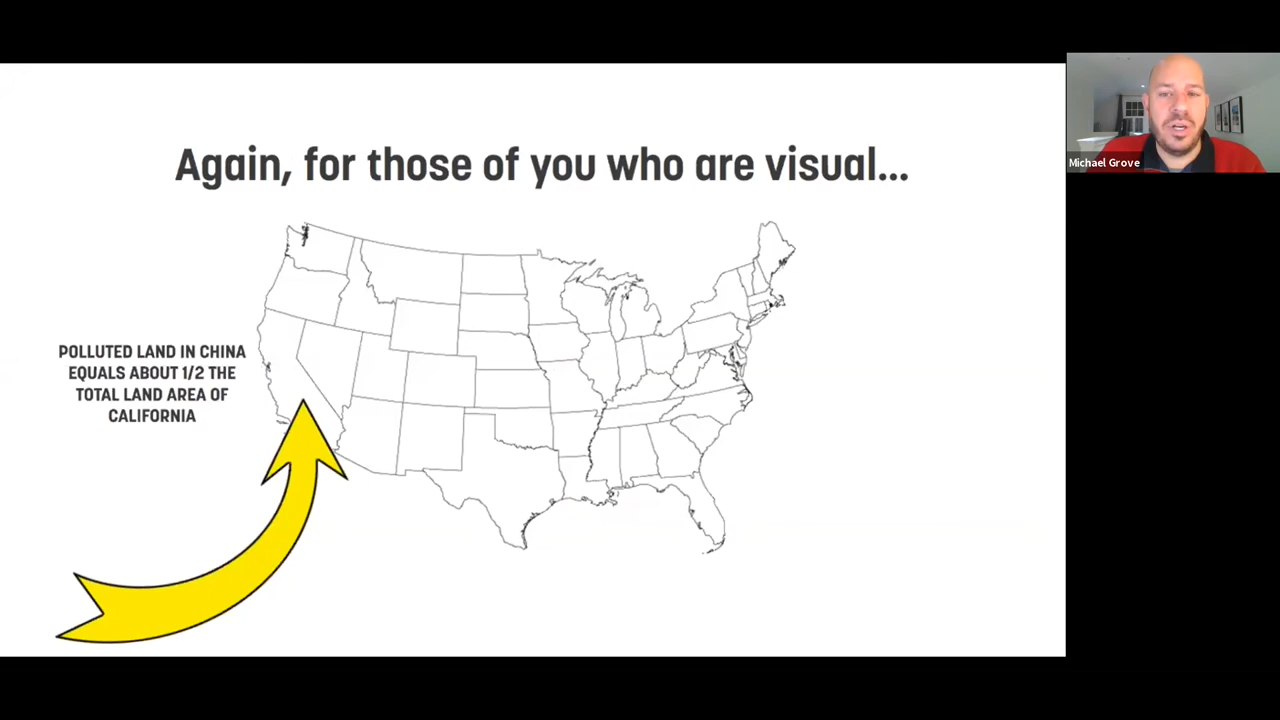 Again, for those of you who are visual...
POLLUTED LAND IN CHINA
EQUALS ABOUT 1/2 THE
TOTAL LAND AREA OF
CALIFORNIA
Michael Grove